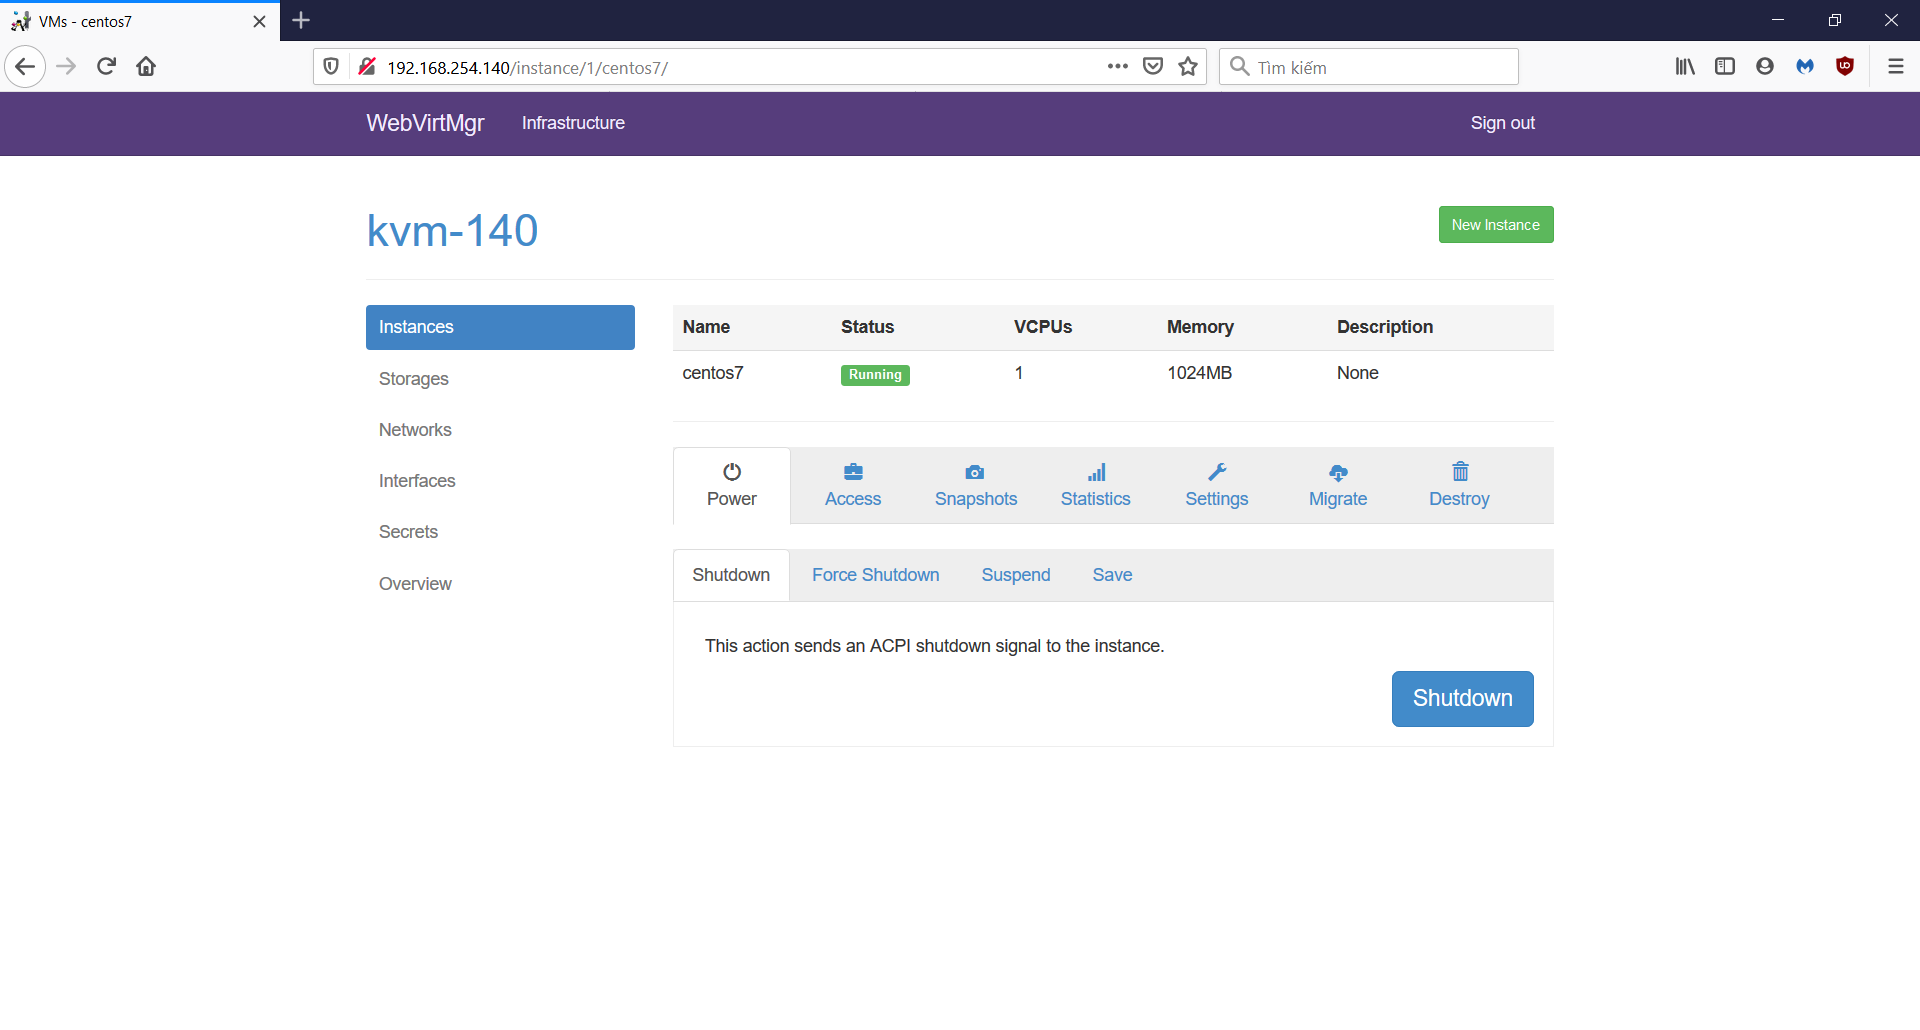 VMs - centos7
192.168.254.140/instance/1/centos7/
Tìm kiếm
WebVirtMgr Infrastructure Sign out
kvm-140
New Instance
Instances
Storages
Networks
Interfaces
Secrets
Overview
Name Status VCPUs Memory Description
centos7 Running 1 1024MB None
Power Access Snapshots Statistics Settings Migrate Destroy
Shutdown Force Shutdown Suspend Save
This action sends an ACPI shutdown signal to the instance.
Shutdown